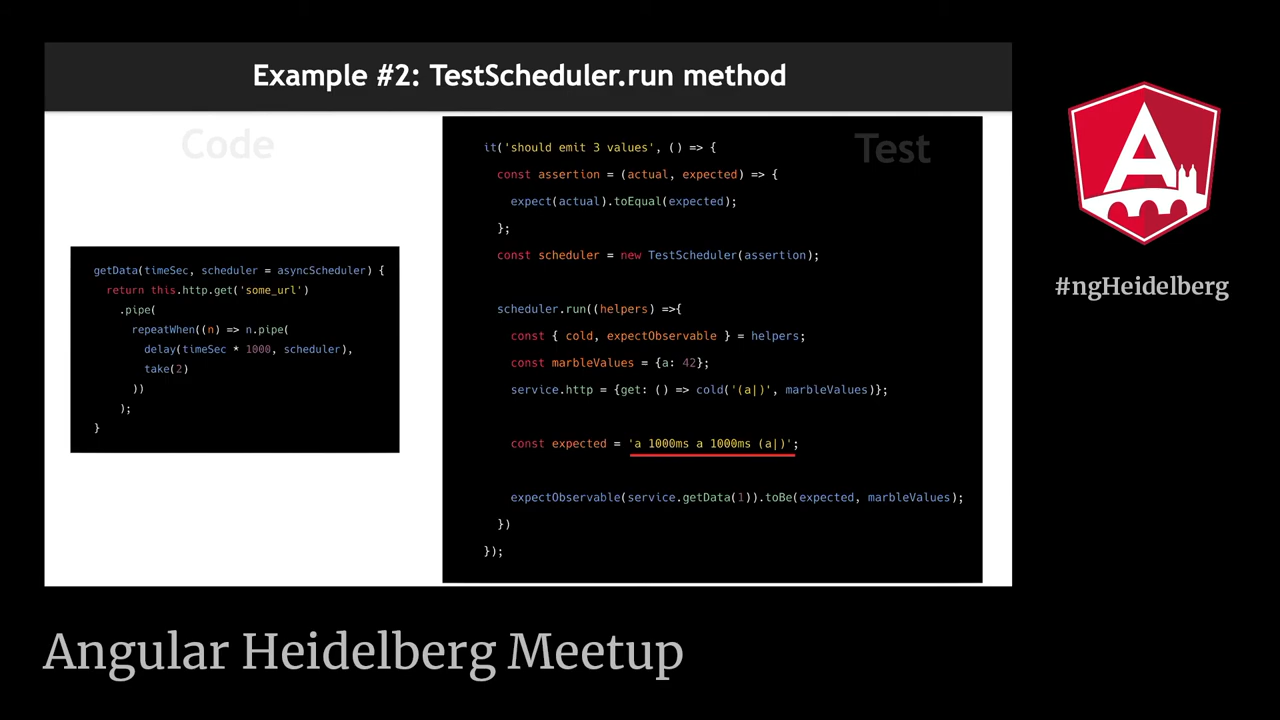 Example #2: TestScheduler.run method
Code
getData(timeSec, scheduler = asyncScheduler) {
return this.http.get('some_url')
.pipe(
repeatWhen((n) => n.pipe(
delay(timeSec * 1000, scheduler),
take(2)
))
);
}
Test
it('should emit 3 values', () => {
const assertion = (actual, expected) => {
expect(actual).toEqual(expected);
};
const scheduler = new TestScheduler(assertion);
scheduler.run((helpers) =>{
const { cold, expectObservable } = helpers;
const marbleValues = {a: 42};
service.http = {get: () => cold('(a|)', marbleValues)};
const expected = 'a 1000ms a 1000ms (a|)';
expectObservable(service.getData(1)).toBe(expected, marbleValues);
})
});
A
#ngHeidelberg
Angular Heidelberg Meetup